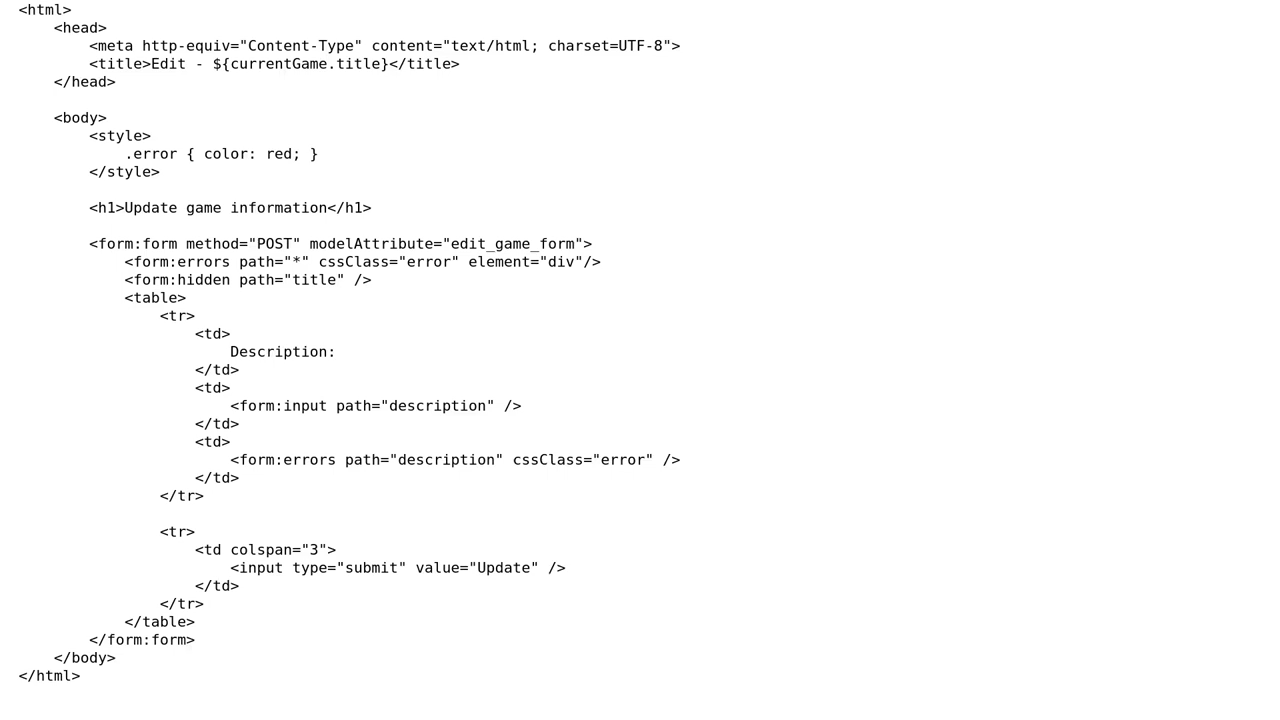 <html>
    <head>
        <meta http-equiv="Content-Type" content="text/html; charset=UTF-8">
        <title>Edit - ${currentGame.title}</title>
    </head>

    <body>
        <style>
            .error { color: red; }
        </style>

        <h1>Update game information</h1>

        <form:form method="POST" modelAttribute="edit_game_form">
            <form:errors path="*" cssClass="error" element="div"/>
            <form:hidden path="title" />
            <table>
                <tr>
                    <td>
                        Description:
                    </td>
                    <td>
                        <form:input path="description" />
                    </td>
                    <td>
                        <form:errors path="description" cssClass="error" />
                    </td>
                </tr>

                <tr>
                    <td colspan="3">
                        <input type="submit" value="Update" />
                    </td>
                </tr>
            </table>
        </form:form>
    </body>
</html>